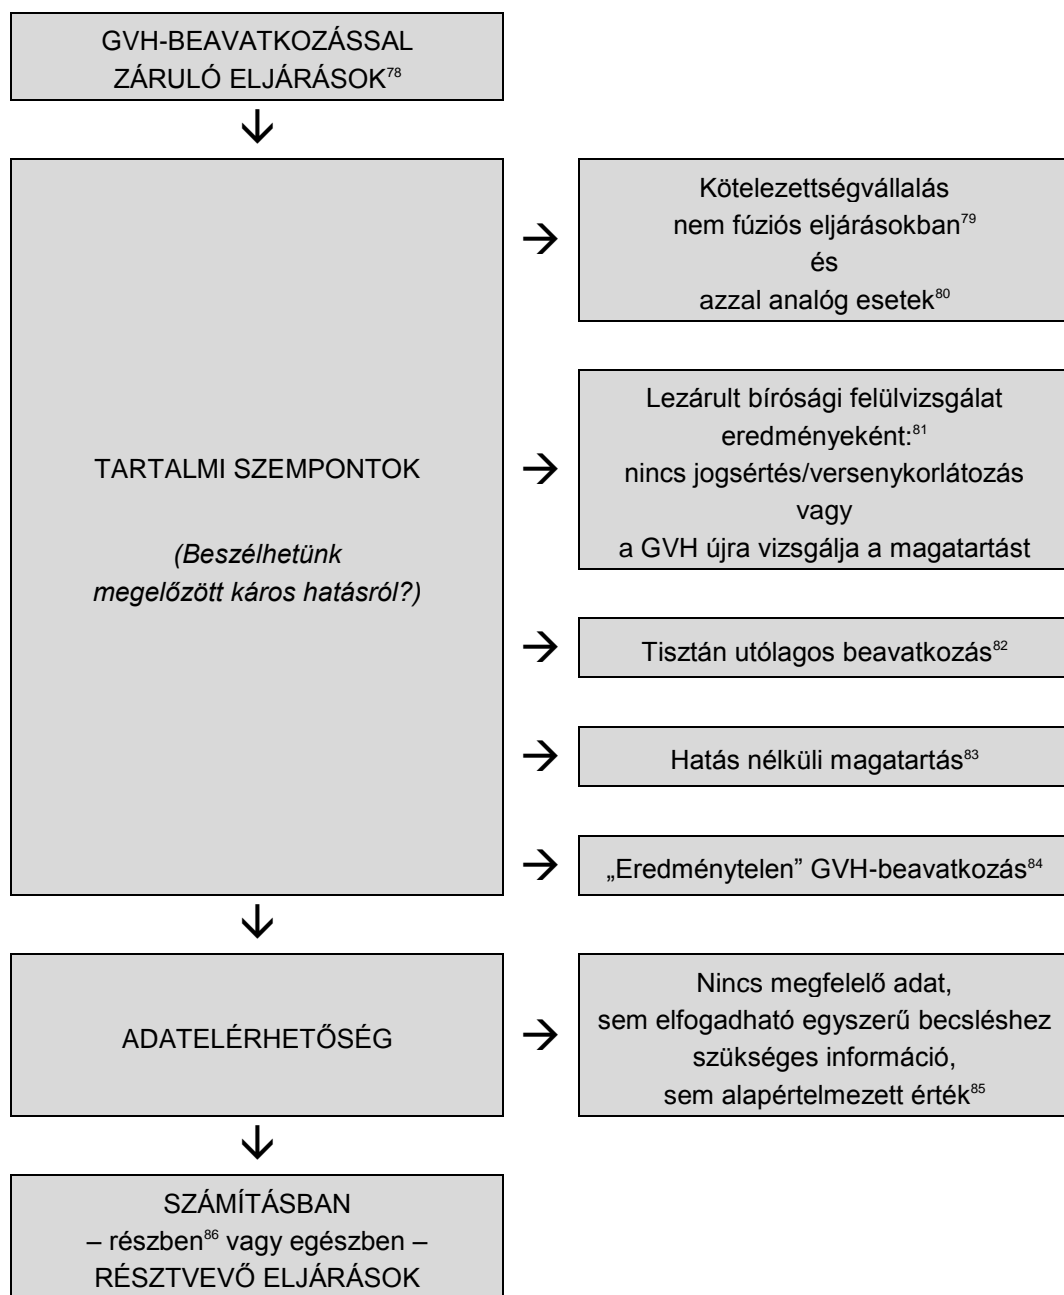 GVH-BEAVATKOZÁSSAL
ZÁRULÓ ELJÁRÁSOK78
Kötelezettségvállalás
nem fúziós eljárásokban79
és
azzal analóg esetek80
TARTALMI SZEMPONTOK
(Beszélhetünk
megelőzött káros hatásról?)
Lezárult bírósági felülvizsgálat
eredményeként:81
nincs jogsértés/versenykorlátozás
vagy
a GVH újra vizsgálja a magatartást
Tisztán utólagos beavatkozás82
Hatás nélküli magatartás83
„Eredménytelen” GVH-beavatkozás84
ADATELÉRHETŐSÉG
Nincs megfelelő adat,
sem elfogadható egyszerű becsléshez
szükséges információ,
sem alapértelmezett érték85
SZÁMÍTÁSBAN
– részben86 vagy egészben –
RÉSZTVEVŐ ELJÁRÁSOK